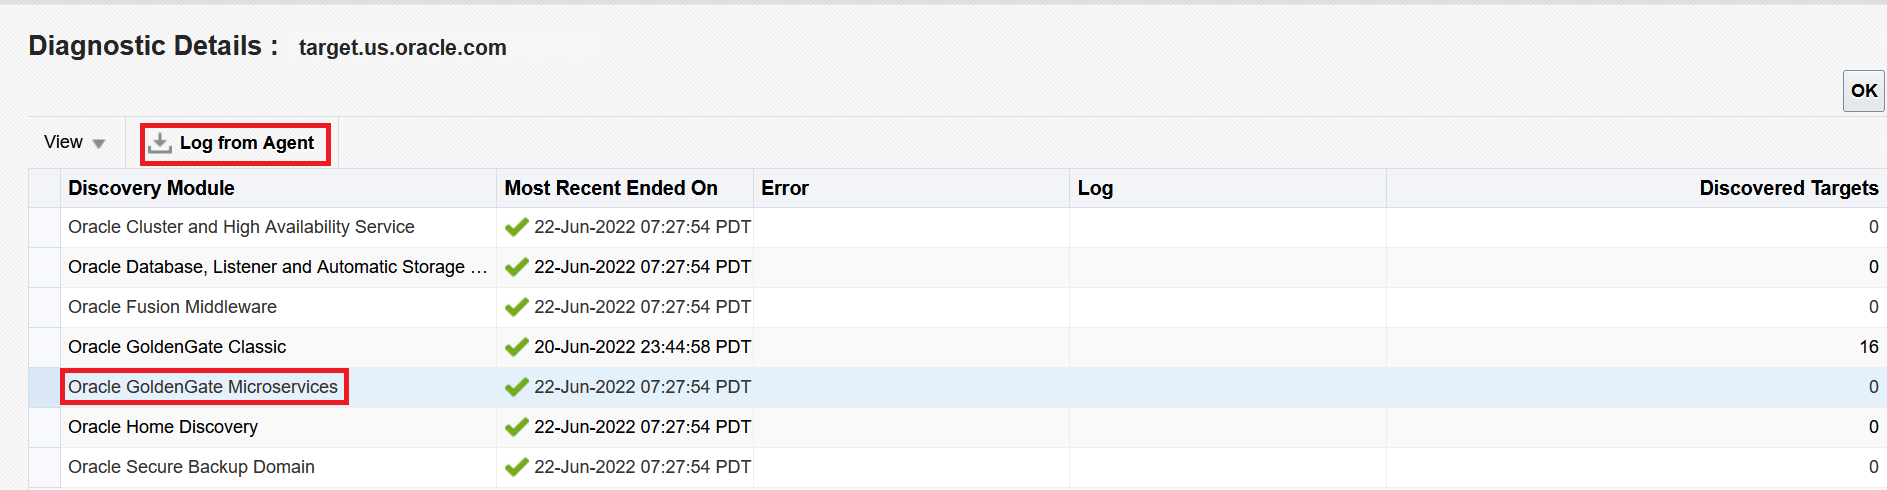 Diagnostic Details : target.us.oracle.com
OK
View Log from Agent
Discovery Module Most Recent Ended On Error Log Discovered Targets
Oracle Cluster and High Availability Service 22-Jun-2022 07:27:54 PDT 0
Oracle Database, Listener and Automatic Storage ... 22-Jun-2022 07:27:54 PDT 0
Oracle Fusion Middleware 22-Jun-2022 07:27:54 PDT 0
Oracle GoldenGate Classic 20-Jun-2022 23:44:58 PDT 16
Oracle GoldenGate Microservices 22-Jun-2022 07:27:54 PDT 0
Oracle Home Discovery 22-Jun-2022 07:27:54 PDT 0
Oracle Secure Backup Domain 22-Jun-2022 07:27:54 PDT 0